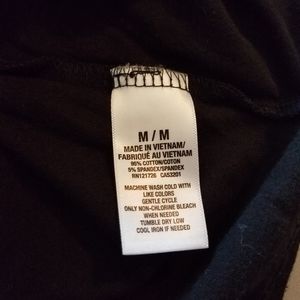 M / M
MADE IN VIETNAM/
FABRIQUÉ AU VIETNAM
95% COTTON/COTON
5% SPANDEX/SPANDEX
RN121726 CA53201
MACHINE WASH COLD WITH
LIKE COLORS
GENTLE CYCLE
ONLY NON-CHLORINE BLEACH
WHEN NEEDED
TUMBLE DRY LOW
COOL IRON IF NEEDED